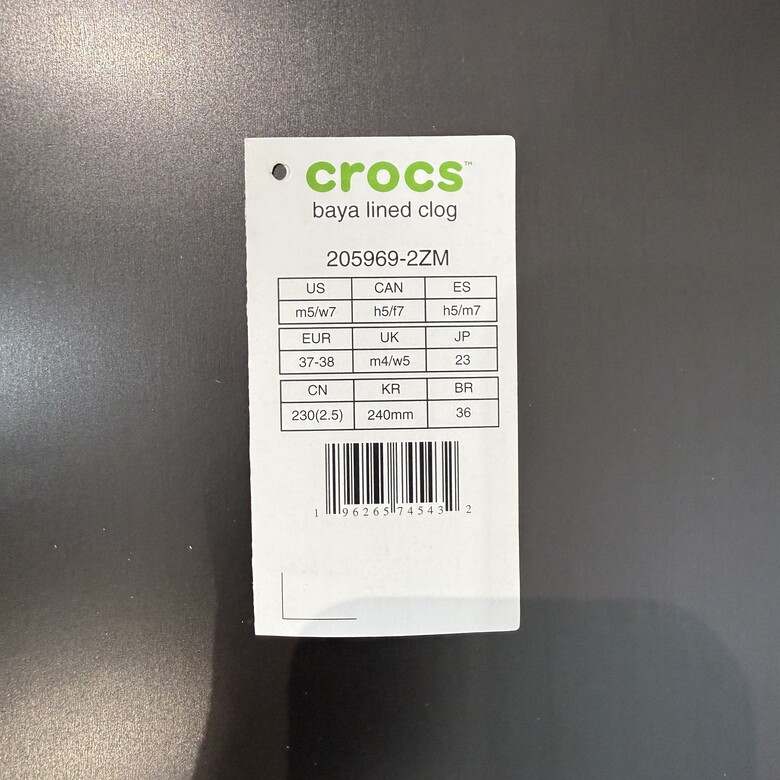 crocs™
baya lined clog
205969-2ZM
US CAN ES
m5/w7 h5/f7 h5/m7
EUR UK JP
37-38 m4/w5 23
CN KR BR
230(2.5) 240mm 36
1 96265 74543 2